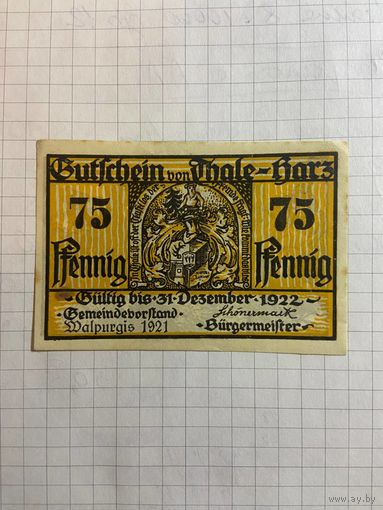 Gutschein von Thale-Harz
75 75
Pfennig Pfennig
Gültig bis 31. Dezember 1922
Gemeindevorstand Schönermark
Walpurgis 1921 Bürgermeister
www.ay.by